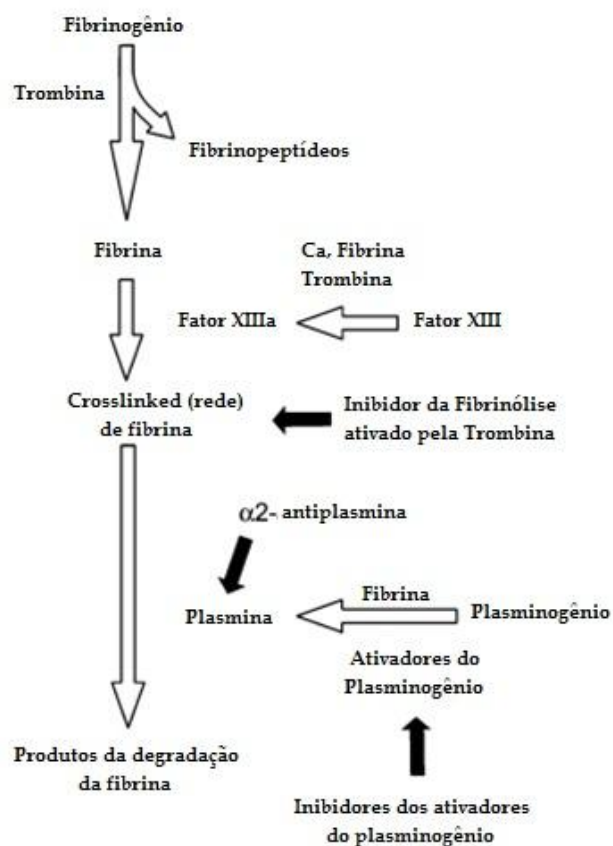 Fibrinogênio
Trombina
Fibrinopeptídeos
Fibrina
Ca, Fibrina
Trombina
Fator XIIIa
Fator XIII
Crosslinked (rede)
de fibrina
Inibidor da Fibrinólise
ativado pela Trombina
α2- antiplasmina
Fibrina
Plasmina
Plasminogênio
Ativadores do
Plasminogênio
Produtos da degradação
da fibrina
Inibidores dos ativadores
do plasminogênio